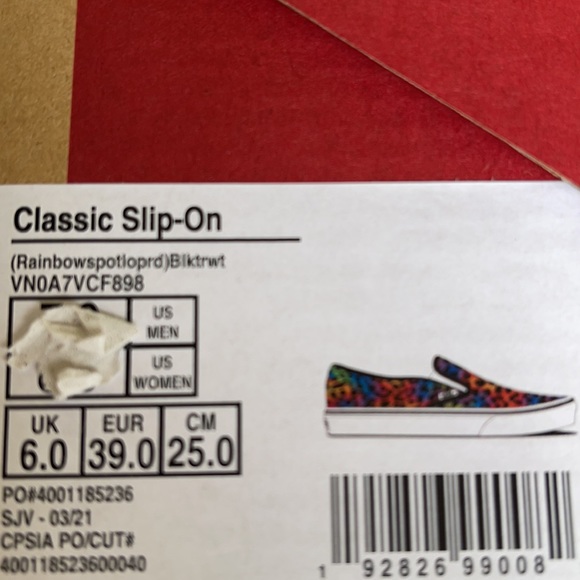 Classic Slip-On
(Rainbowspotloprd)Blktrwt
VN0A7VCF898
US
MEN
US
WOMEN
UK EUR CM
6.0 39.0 25.0
PO#4001185236
SJV - 03/21
CPSIA PO/CUT#
400118523600040
1 92826 99008